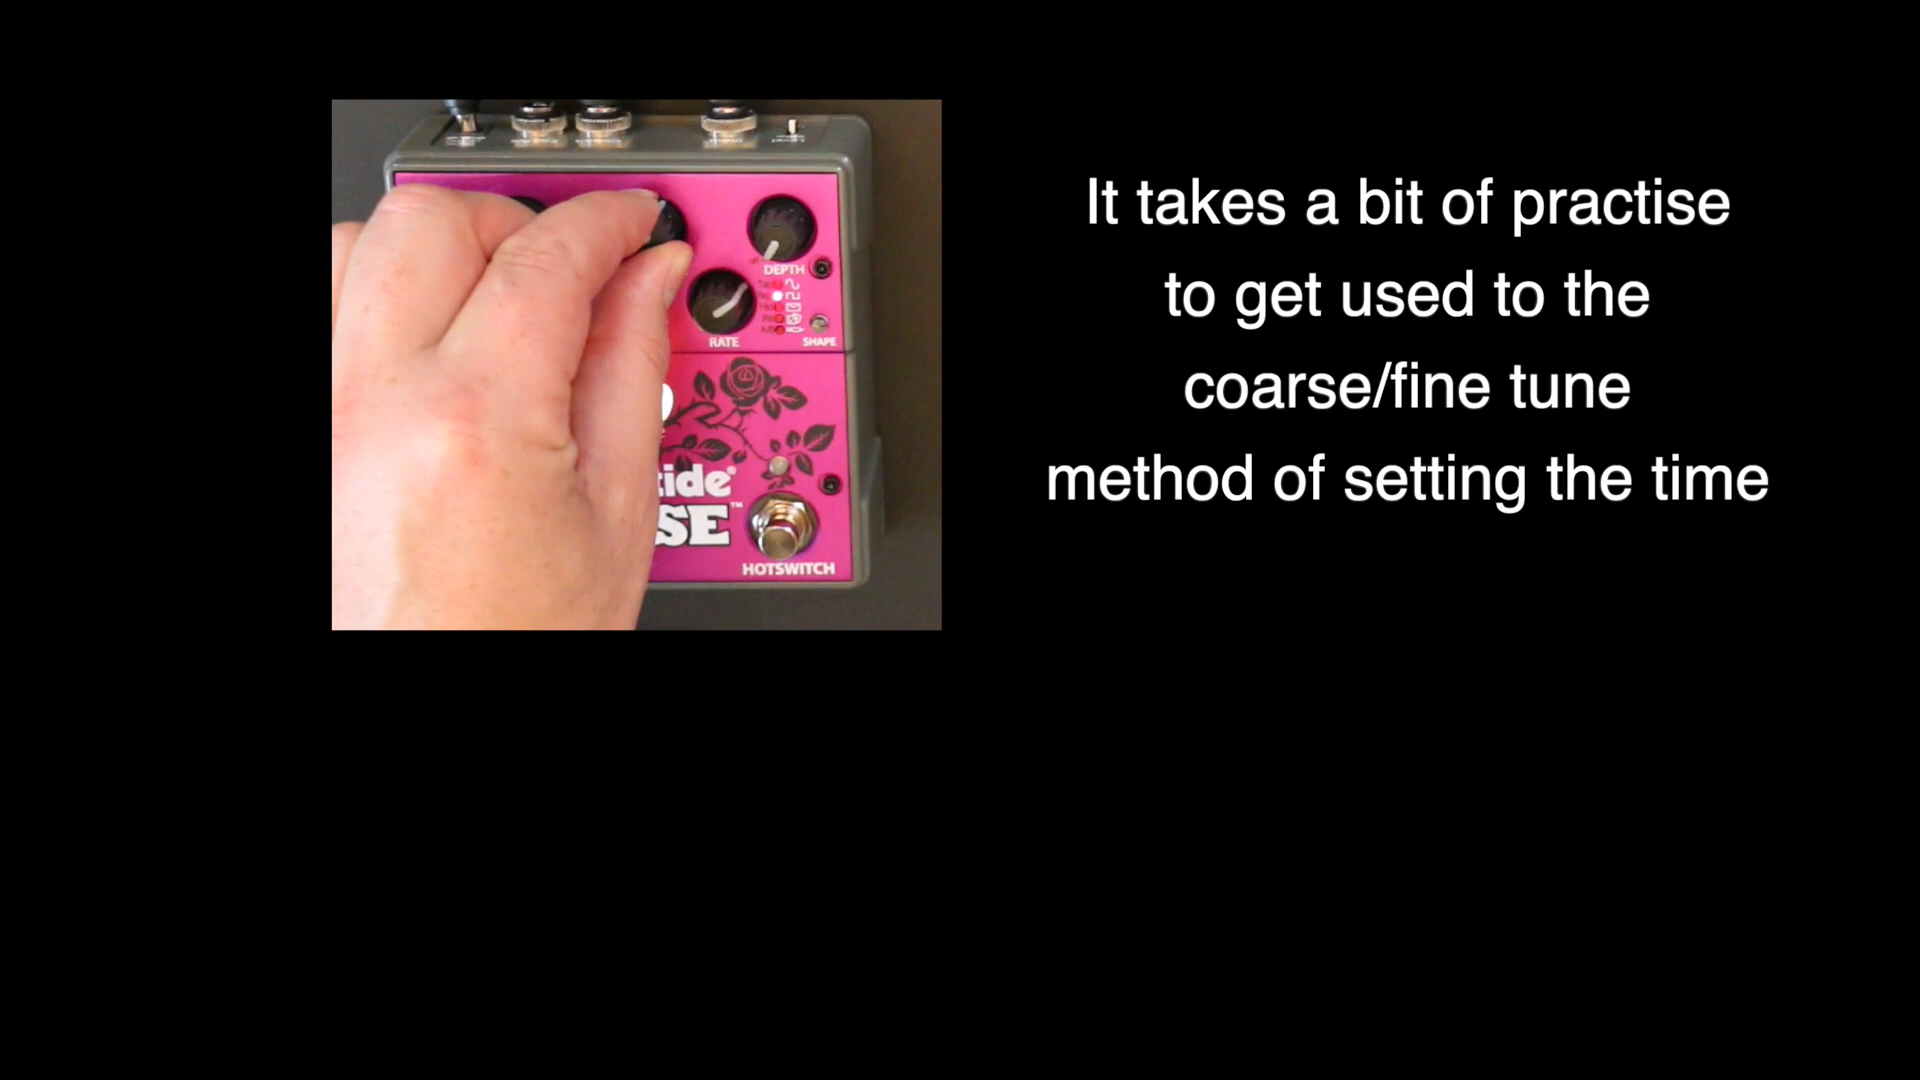 It takes a bit of practise
to get used to the
coarse/fine tune
method of setting the time
DEPTH
RATE
SHAPE
tide®
SE™
HOTSWITCH